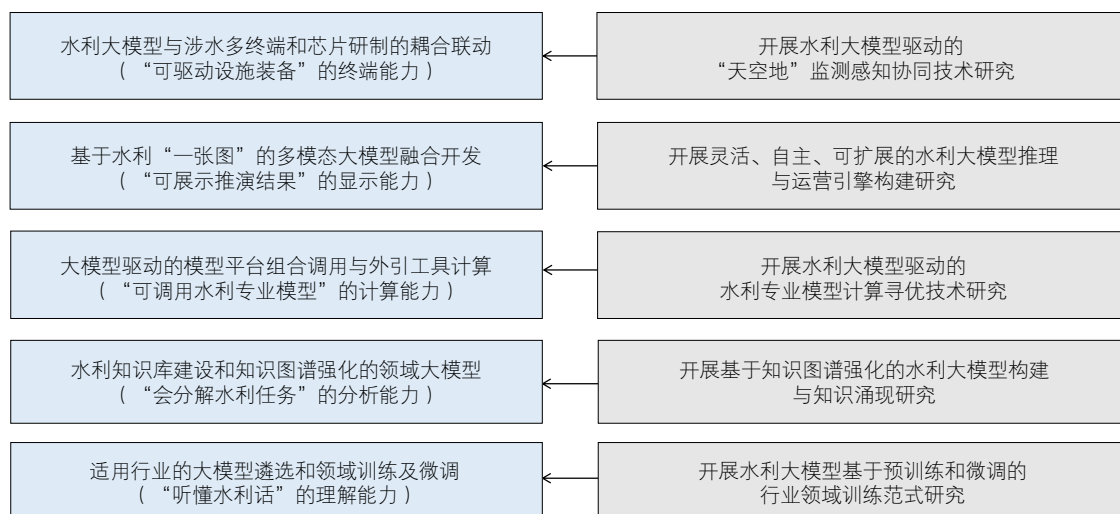 水利大模型与涉水多终端和芯片研制的耦合联动
（“可驱动设施装备”的终端能力）
开展水利大模型驱动的
“天空地”监测感知协同技术研究
基于水利“一张图”的多模态大模型融合开发
（“可展示推演结果”的显示能力）
开展灵活、自主、可扩展的水利大模型推理
与运营引擎构建研究
大模型驱动的模型平台组合调用与外引工具计算
（“可调用水利专业模型”的计算能力）
开展水利大模型驱动的
水利专业模型计算寻优技术研究
水利知识库建设和知识图谱强化的领域大模型
（“会分解水利任务”的分析能力）
开展基于知识图谱强化的水利大模型构建
与知识涌现研究
适用行业的大模型遴选和领域训练及微调
（“听懂水利话”的理解能力）
开展水利大模型基于预训练和微调的
行业领域训练范式研究